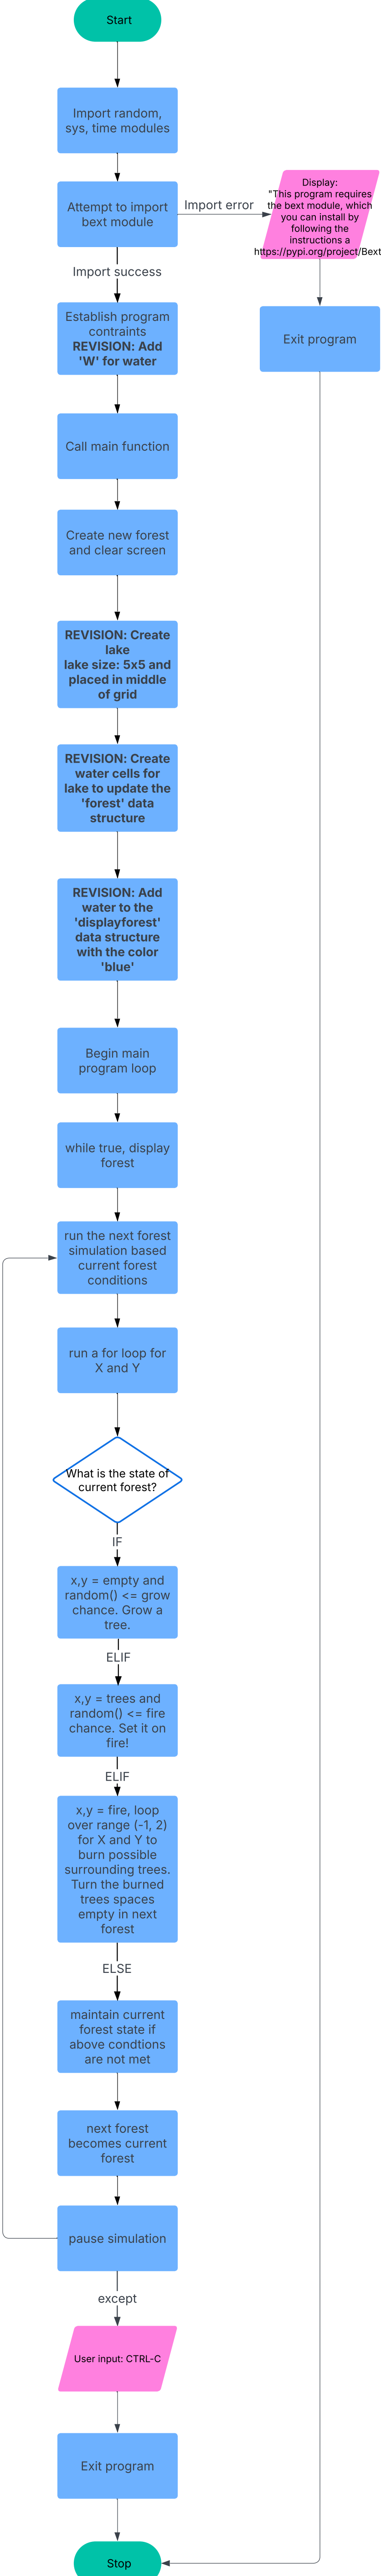 Start
Import random,
sys, time modules
Attempt to import
bext module
Import error
Display:
"This program requires
the bext module, which
you can install by
following the
instructions a
https://pypi.org/project/Bext
Import success
Establish program
contraints
REVISION: Add
'W' for water
Exit program
Call main function
Create new forest
and clear screen
REVISION: Create
lake
lake size: 5x5 and
placed in middle
of grid
REVISION: Create
water cells for
lake to update the
'forest' data
structure
REVISION: Add
water to the
'displayforest'
data structure
with the color
'blue'
Begin main
program loop
while true, display
forest
run the next forest
simulation based
current forest
conditions
run a for loop for
X and Y
What is the state of
current forest?
IF
x,y = empty and
random() <= grow
chance. Grow a
tree.
ELIF
x,y = trees and
random() <= fire
chance. Set it on
fire!
ELIF
x,y = fire, loop
over range (-1, 2)
for X and Y to
burn possible
surrounding trees.
Turn the burned
trees spaces
empty in next
forest
ELSE
maintain current
forest state if
above condtions
are not met
next forest
becomes current
forest
pause simulation
except
User input: CTRL-C
Exit program
Stop